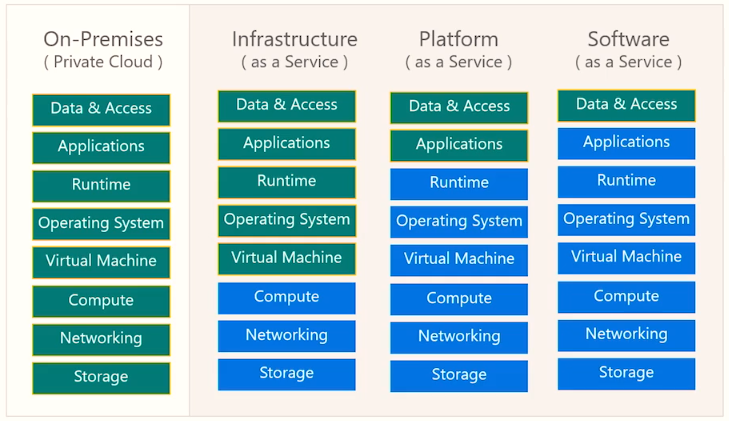 On-Premises
( Private Cloud )
Data & Access
Applications
Runtime
Operating System
Virtual Machine
Compute
Networking
Storage
Infrastructure
( as a Service )
Data & Access
Applications
Runtime
Operating System
Virtual Machine
Compute
Networking
Storage
Platform
( as a Service )
Data & Access
Applications
Runtime
Operating System
Virtual Machine
Compute
Networking
Storage
Software
( as a Service )
Data & Access
Applications
Runtime
Operating System
Virtual Machine
Compute
Networking
Storage